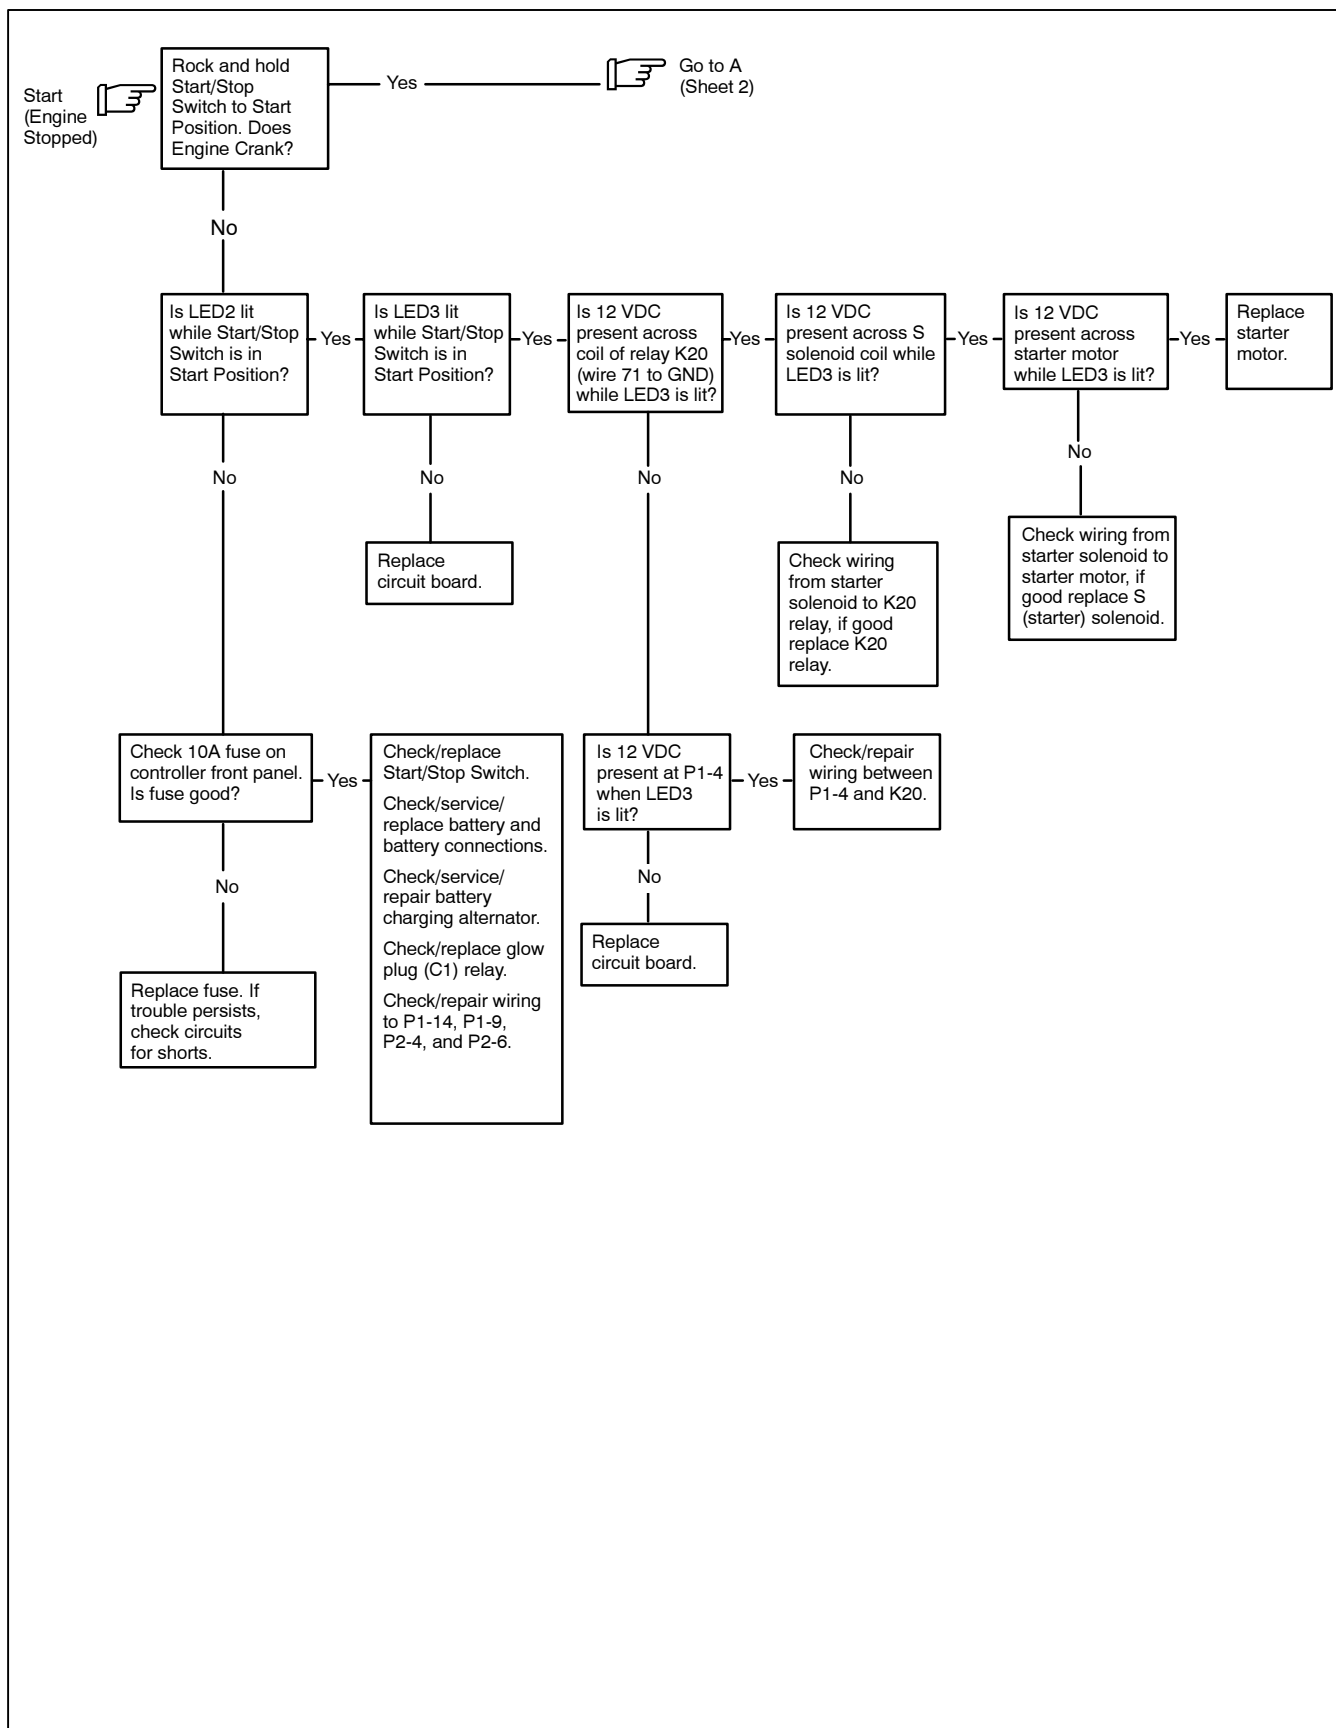 Start
(Engine
Stopped)
Rock and hold
Start/Stop
Switch to Start
Position. Does
Engine Crank?
Yes
Go to A
(Sheet 2)
No
Is LED2 lit
while Start/Stop
Switch is in
Start Position?
Yes
Is LED3 lit
while Start/Stop
Switch is in
Start Position?
Yes
Is 12 VDC
present across
coil of relay K20
(wire 71 to GND)
while LED3 is lit?
Yes
Is 12 VDC
present across S
solenoid coil while
LED3 is lit?
Yes
Is 12 VDC
present across
starter motor
while LED3 is lit?
Yes
Replace
starter
motor.
No
No
No
No
No
Replace
circuit board.
Check wiring
from starter
solenoid to K20
relay, if good
replace K20
relay.
Check wiring from
starter solenoid to
starter motor, if
good replace S
(starter) solenoid.
Check 10A fuse on
controller front panel.
Is fuse good?
Yes
Check/replace
Start/Stop Switch.
Check/service/
replace battery and
battery connections.
Check/service/
repair battery
charging alternator.
Check/replace glow
plug (C1) relay.
Check/repair wiring
to P1-14, P1-9,
P2-4, and P2-6.
Is 12 VDC
present at P1-4
when LED3
is lit?
Yes
Check/repair
wiring between
P1-4 and K20.
No
No
Replace fuse. If
trouble persists,
check circuits
for shorts.
Replace
circuit board.